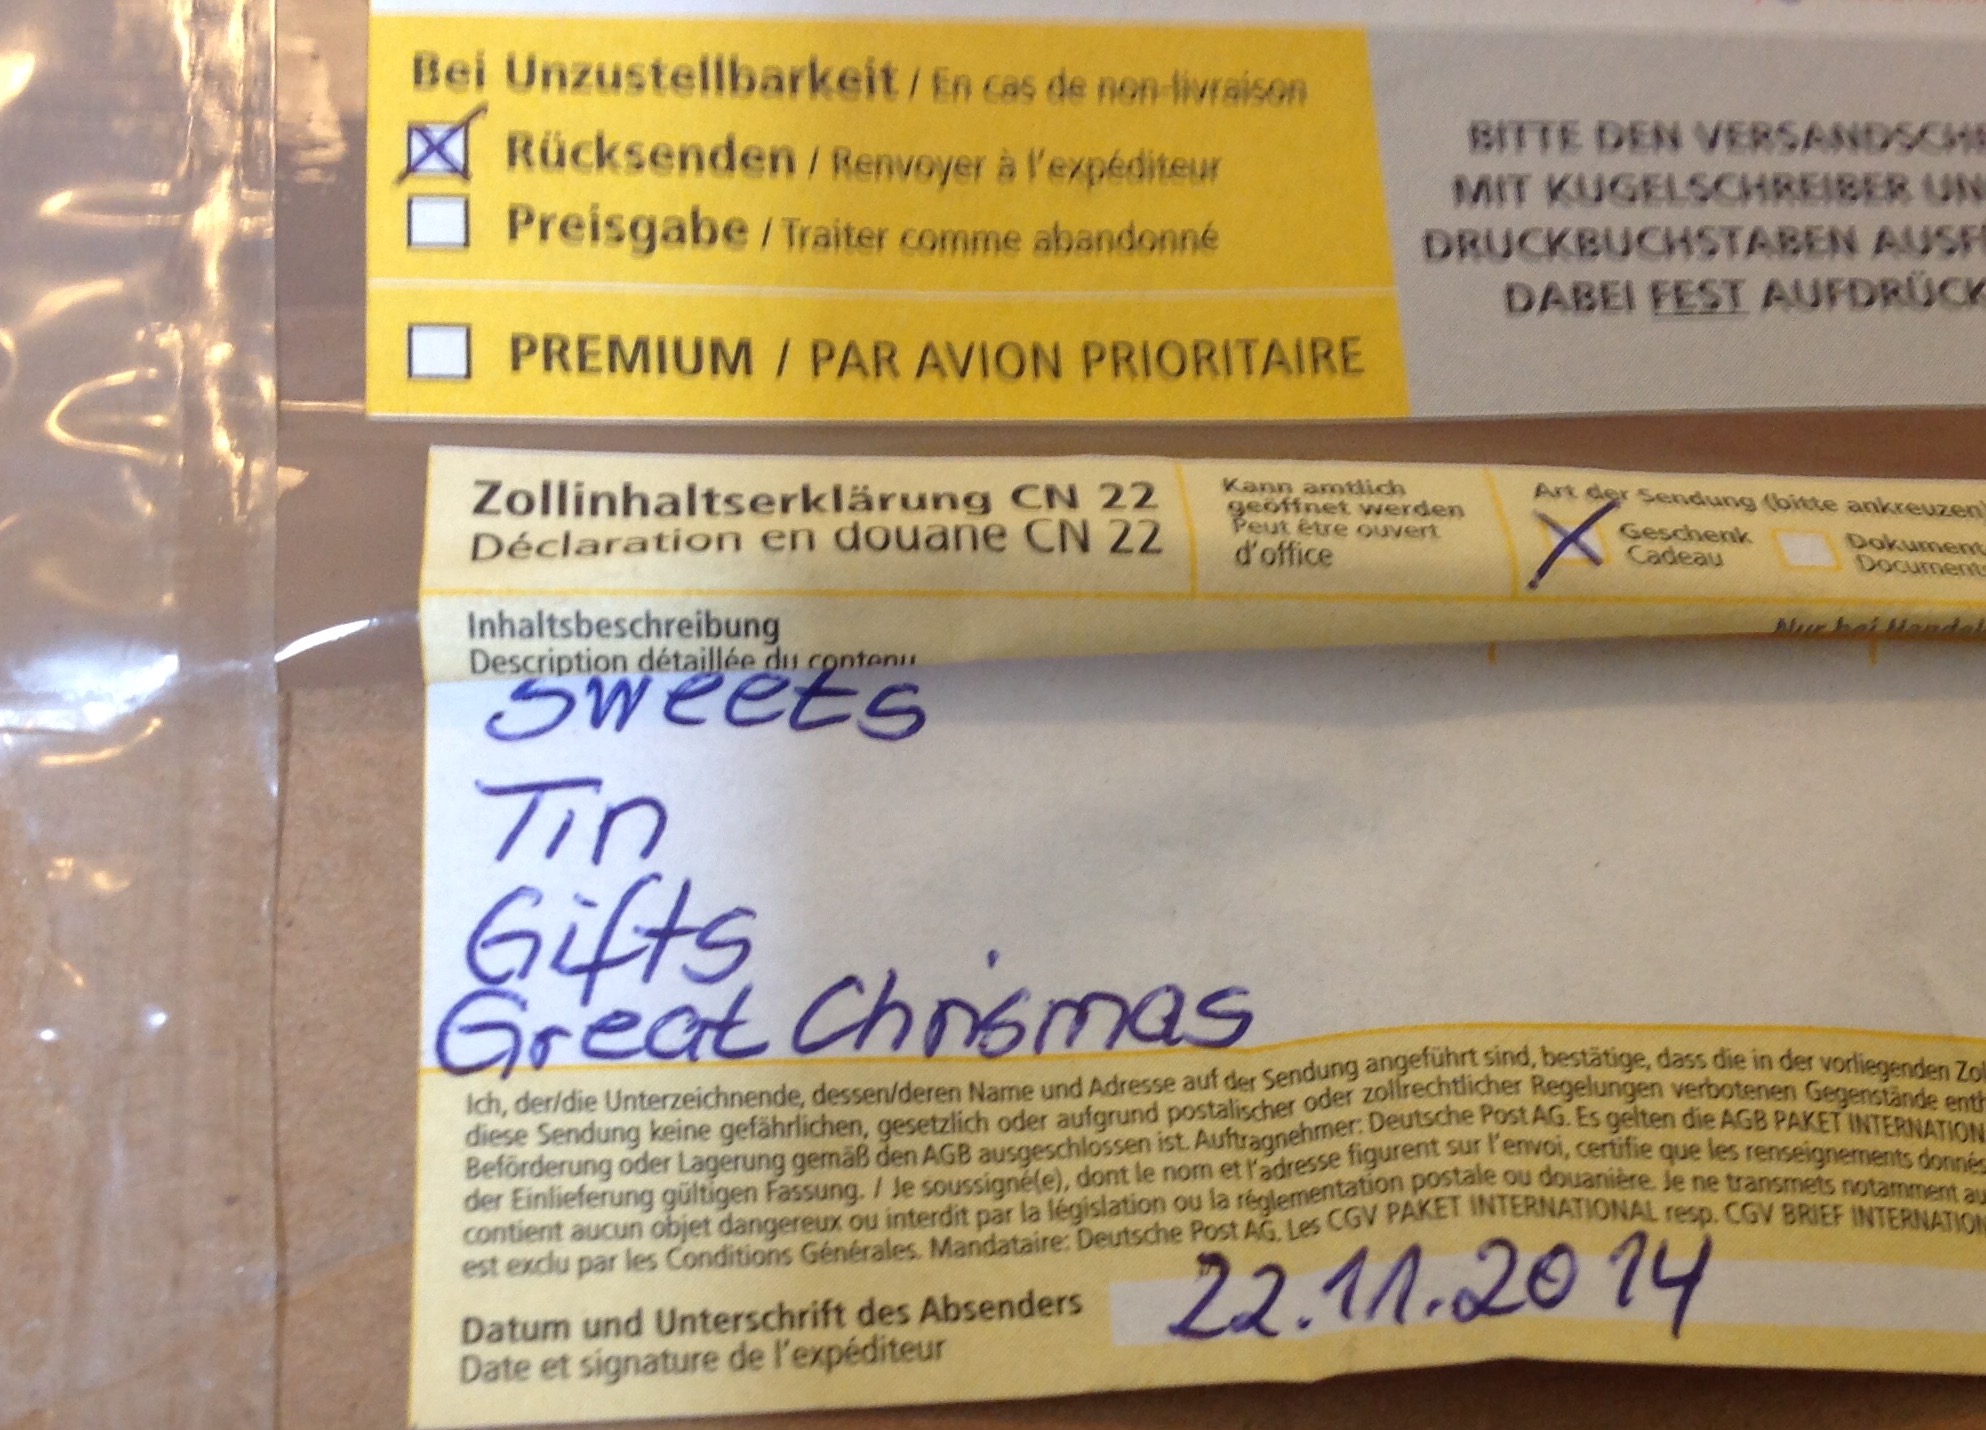 Bei Unzustellbarkeit / En cas de non-livraison
Rücksenden / Renvoyer à l'expéditeur
Preisgabe / Traiter comme abandonné
PREMIUM / PAR AVION PRIORITAIRE
BITTE DEN VERSANDSCH
MIT KUGELSCHREIBER UN
DRUCKBUCHSTABEN AUSF
DABEI FEST AUFDRÜCK
Zollinhaltserklärung CN 22
Déclaration en douane CN 22
Kann amtlich
geöffnet werden
Peut être ouvert
d'office
Art der Sendung (bitte ankreuzen)
Geschenk
Cadeau
Dokument
Document
Inhaltsbeschreibung
Description détaillée du contenu
Nur bei Handel
Sweets
Tin
Gifts
Great Chrismas
Ich, der/die Unterzeichnende, dessen/deren Name und Adresse auf der Sendung angeführt sind, bestätige, dass die in der vorliegenden Zol
diese Sendung keine gefährlichen, gesetzlich oder aufgrund postalischer oder zollrechtlicher Regelungen verbotenen Gegenstände enth
Beförderung oder Lagerung gemäß den AGB ausgeschlossen ist. Auftragnehmer: Deutsche Post AG. Es gelten die AGB PAKET INTERNATION
der Einlieferung gültigen Fassung. / Je soussigné(e), dont le nom et l'adresse figurent sur l'envoi, certifie que les renseignements donnés
contient aucun objet dangereux ou interdit par la législation ou la réglementation postale ou douanière. Je ne transmets notamment au
est exclu par les Conditions Générales. Mandataire: Deutsche Post AG. Les CGV PAKET INTERNATIONAL resp. CGV BRIEF INTERNATION
Datum und Unterschrift des Absenders
Date et signature de l'expéditeur
22.11.2014